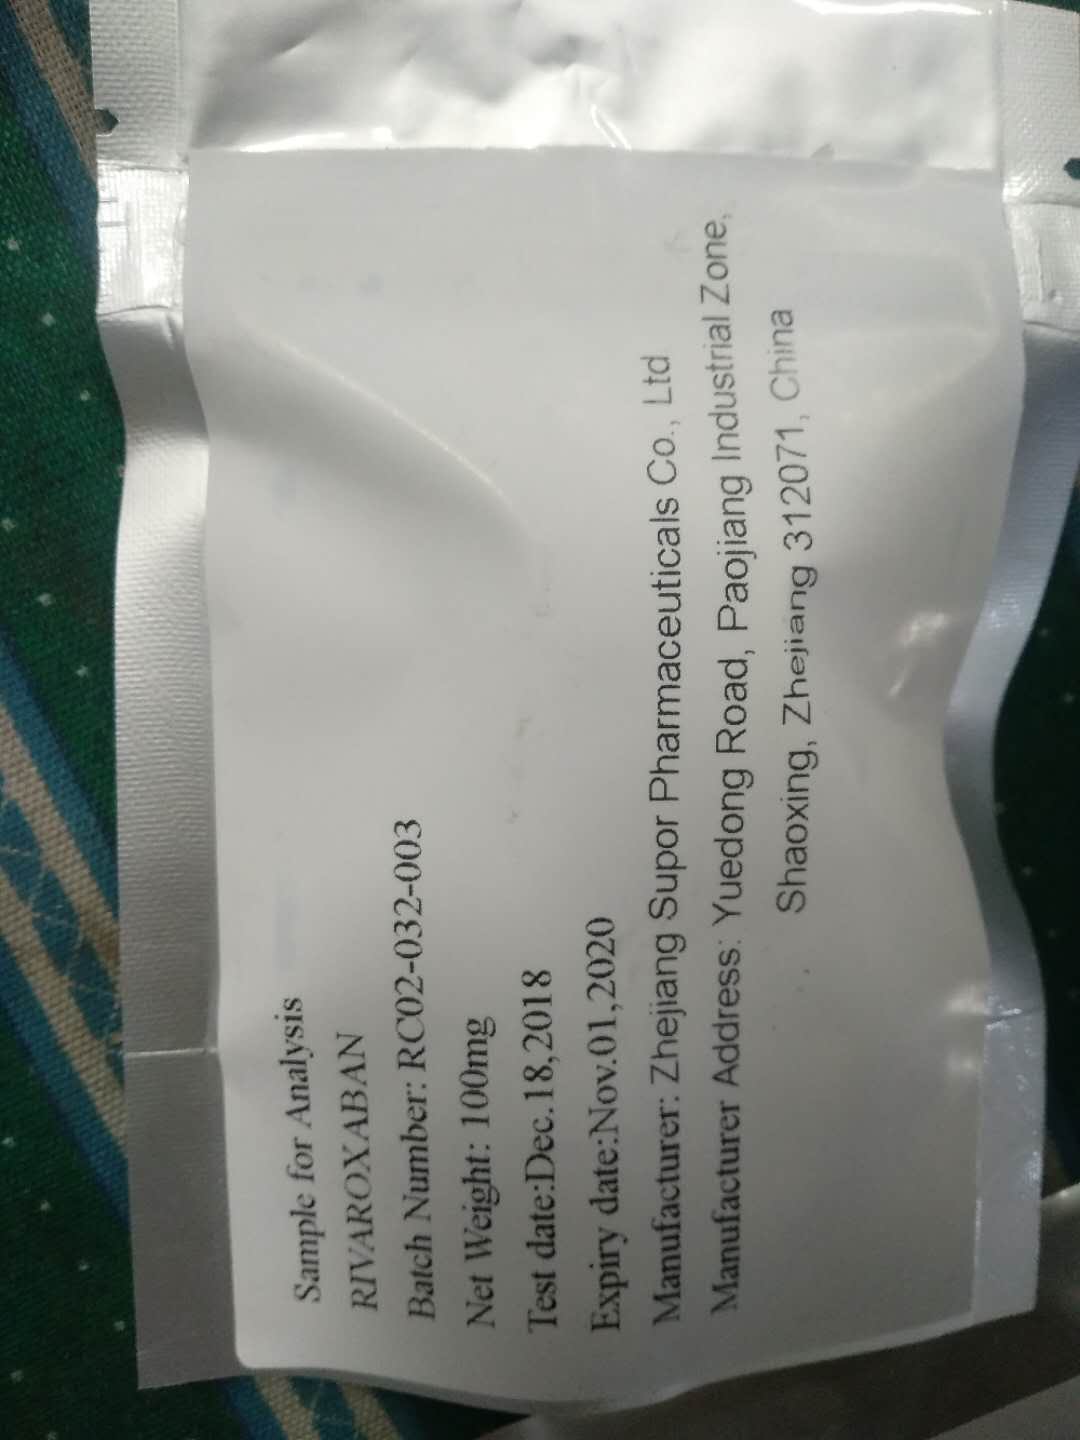 Sample for Analysis
RIVAROXABAN
Batch Number: RC02-032-003
Net Weight: 100mg
Test date:Dec.18,2018
Expiry date:Nov.01,2020
Manufacturer: Zhejiang Supor Pharmaceuticals Co., Ltd
Manufacturer Address: Yuedong Road, Paojiang Industrial Zone,
Shaoxing, Zhejiang 312071, China